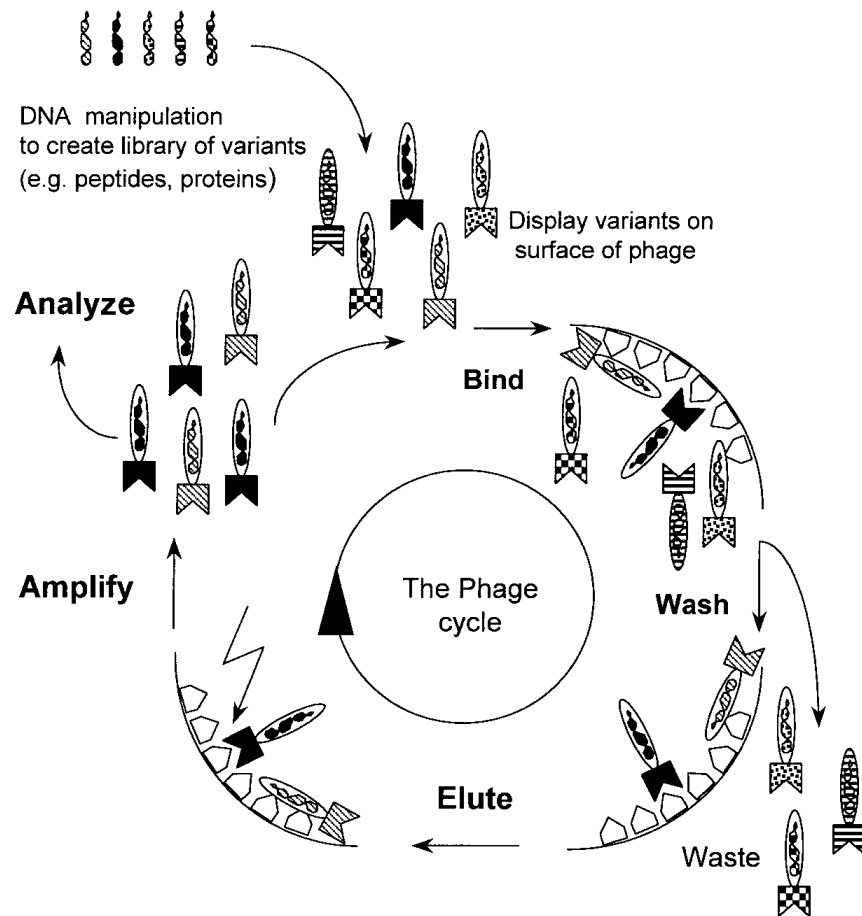 DNA manipulation
to create library of variants
(e.g. peptides, proteins)
Display variants on
surface of phage
Analyze
Bind
The Phage
cycle
Amplify
Wash
Elute
Waste